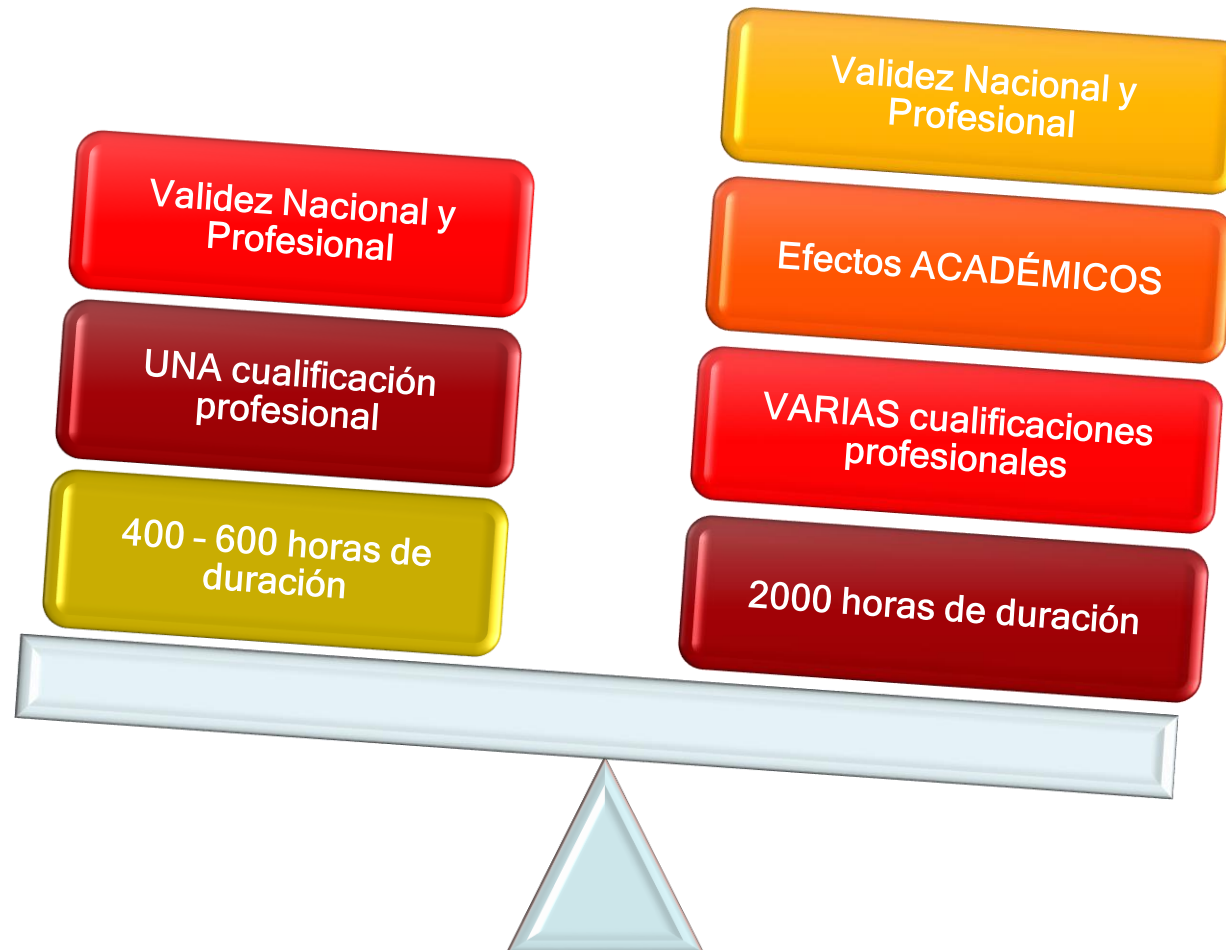 Validez Nacional y
Profesional
UNA cualificación
profesional
400 – 600 horas de
duración
Validez Nacional y
Profesional
Efectos ACADÉMICOS
VARIAS cualificaciones
profesionales
2000 horas de duración